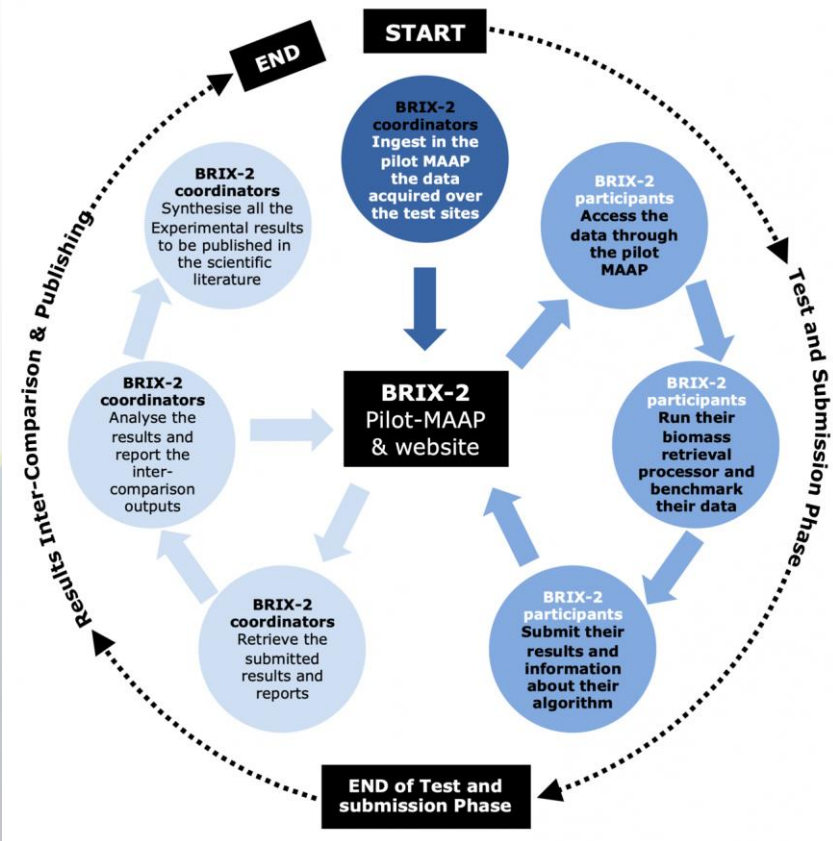 START
BRIX-2
coordinators
Ingest in the
pilot MAAP
the data
acquired over
the test sites
BRIX-2
participants
Access the
data through
the pilot
MAAP
Test and Submission Phase
BRIX-2
participants
Run their
biomass
retrieval
processor and
benchmark
their data
BRIX-2
participants
Submit their
results and
information
about their
algorithm
BRIX-2
Pilot-MAAP
& website
END of Test and
submission Phase
BRIX-2
coordinators
Retrieve the
submitted
results and
reports
BRIX-2
coordinators
Analyse the
results and
report the
inter-
comparison
outputs
Results Inter-Comparison & Publishing
BRIX-2
coordinators
Synthesise all the
Experimental results
to be published in
the scientific
literature
END